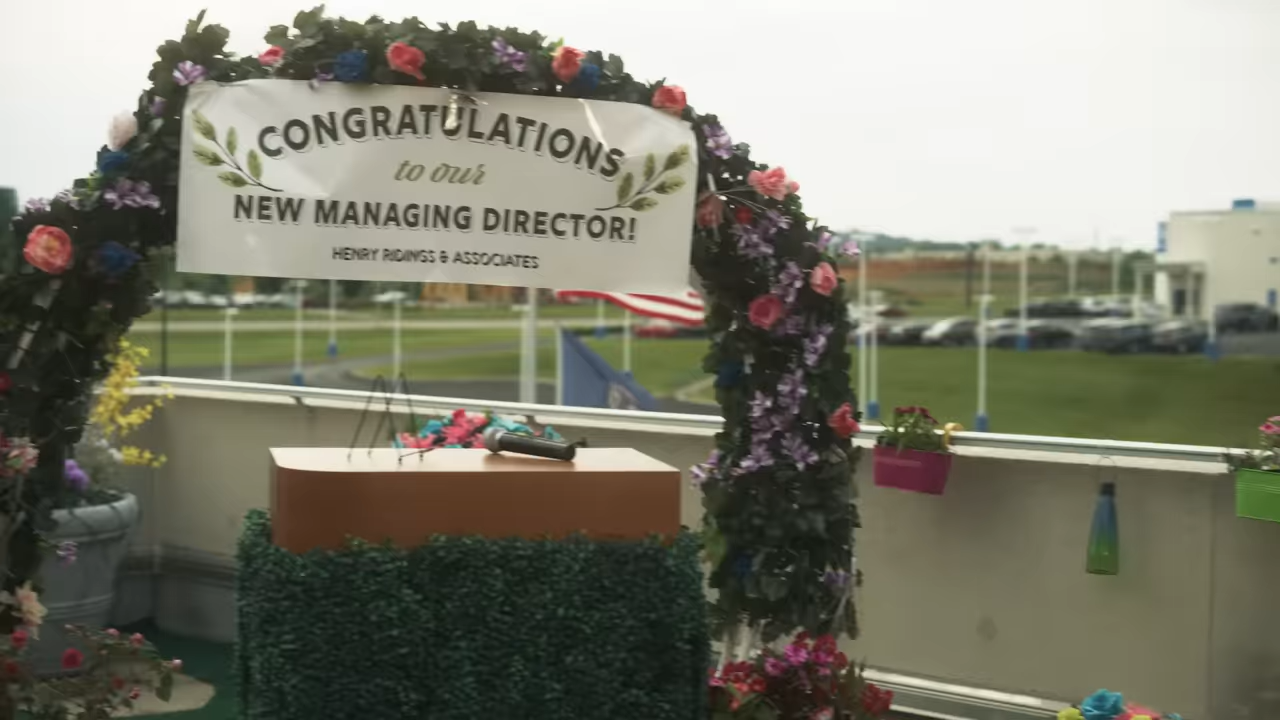 CONGRATULATIONS
to our
NEW MANAGING DIRECTOR!
HENRY RIDINGS & ASSOCIATES